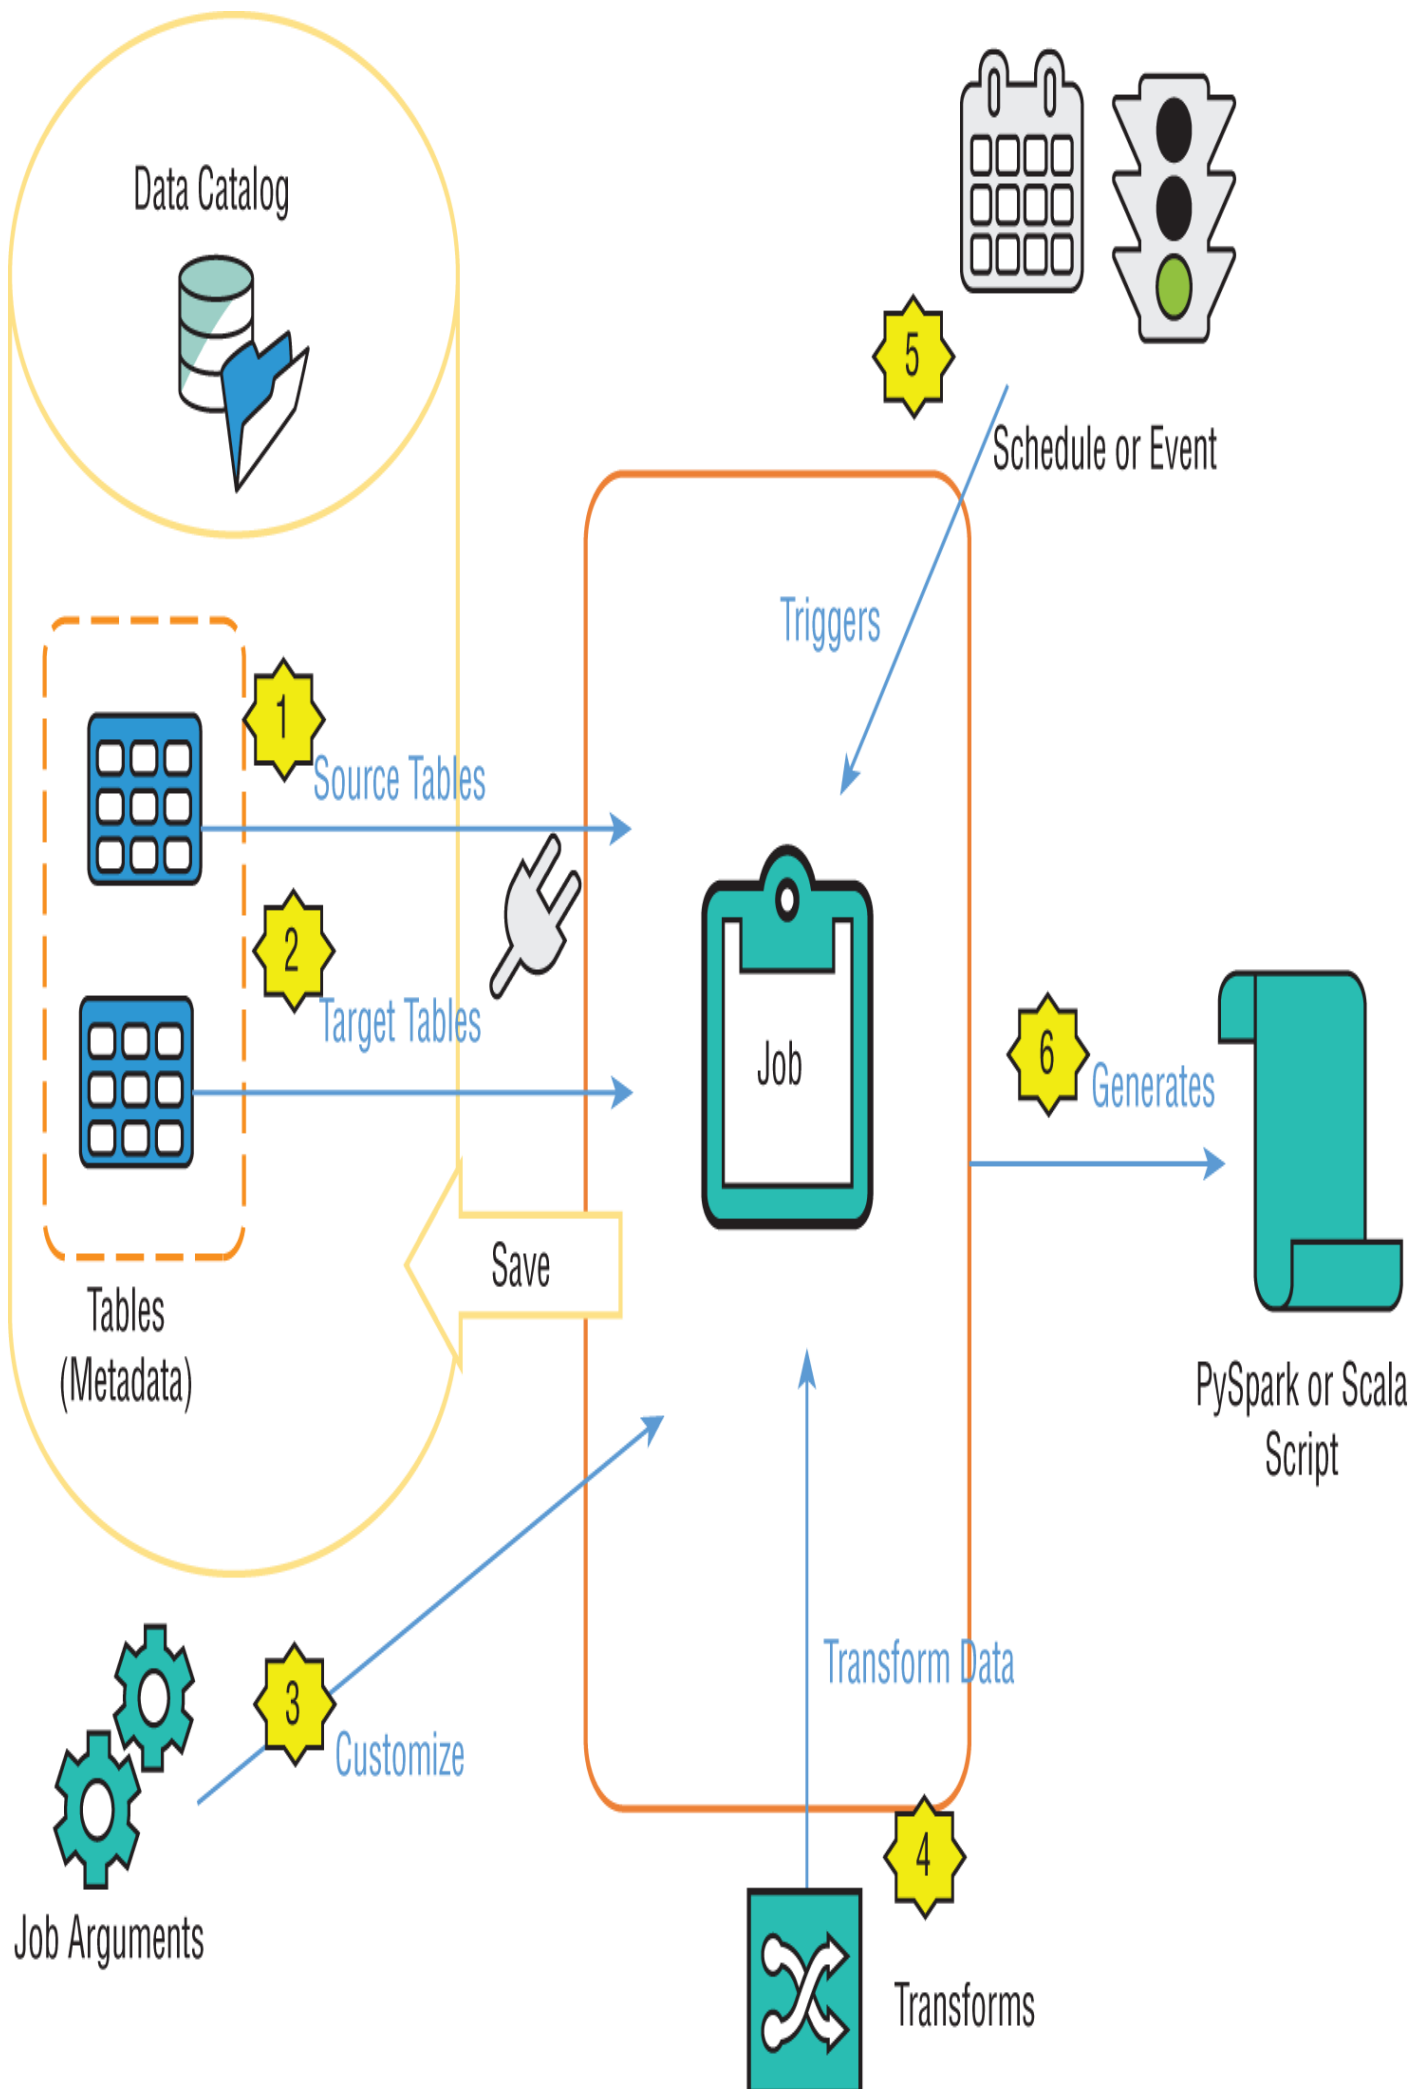 Data Catalog
5
Schedule or Event
Triggers
1
Source Tables
2
Target Tables
Job
6
Generates
Save
Tables
(Metadata)
PySpark or Scala
Script
Transform Data
3
Customize
4
Job Arguments
Transforms